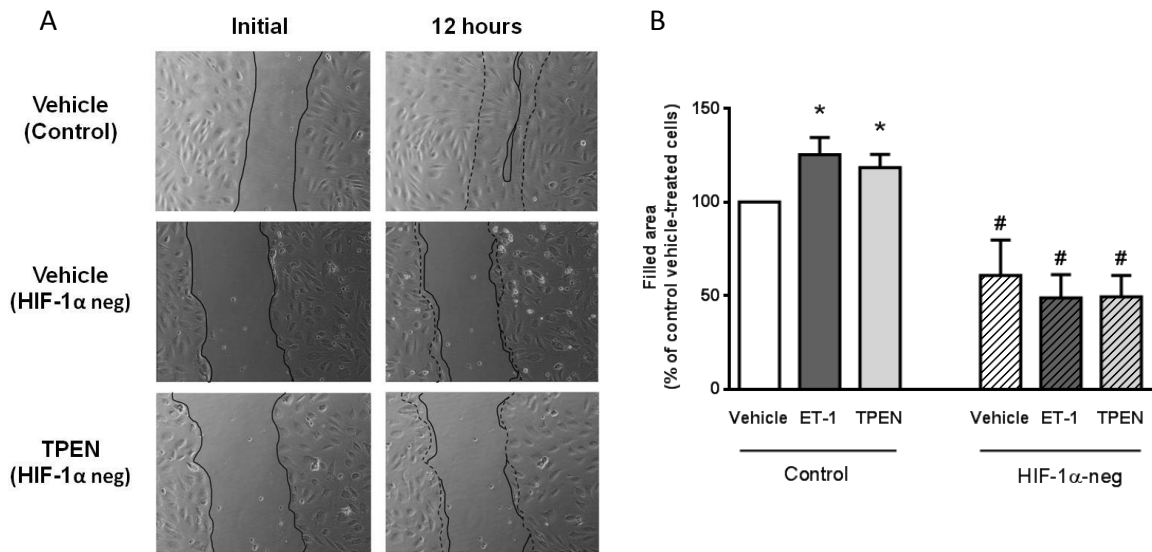 A
Initial
12 hours
Vehicle
(Control)
Vehicle
(HIF-1α neg)
TPEN
(HIF-1α neg)
B
Filled area
(% of control vehicle-treated cells)
150
100
50
0
*
*
#
#
#
Vehicle
ET-1
TPEN
Vehicle
ET-1
TPEN
Control
HIF-1α-neg